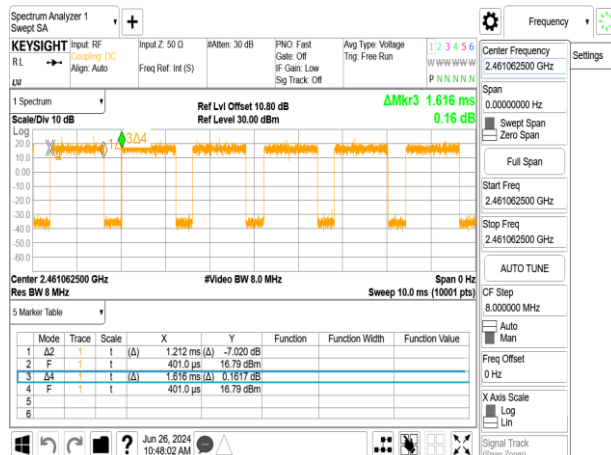 Spectrum Analyzer 1
Swept SA
Frequency
Settings
KEYSIGHT
RL
Input: RF
Coupling: DC
Align: Auto
Input Z: 50 Ω
Freq Ref: Int (S)
#Atten: 30 dB
PNO: Fast
Gate: Off
IF Gain: Low
Sig Track: Off
Avg Type: Voltage
Trig: Free Run
1 2 3 4 5 6
W W W W W W
P N N N N N
1 Spectrum
Scale/Div 10 dB
Ref Lvl Offset 10.80 dB
Ref Level 30.00 dBm
ΔMkr3 1.616 ms
0.16 dB
Log
20.0
10.0
0.00
-10.0
-20.0
-30.0
-40.0
-50.0
-60.0
3Δ4
Center 2.461062500 GHz
Res BW 8 MHz
#Video BW 8.0 MHz
Span 0 Hz
Sweep 10.0 ms (10001 pts)
5 Marker Table
Mode Trace Scale X Y Function Function Width Function Value
1 Δ2 1 t (Δ) 1.212 ms (Δ) -7.020 dB
2 F 1 t 401.0 µs 16.79 dBm
3 Δ4 1 t (Δ) 1.616 ms (Δ) 0.1617 dB
4 F 1 t 401.0 µs 16.79 dBm
5
6
Jun 26, 2024
10:48:02 AM
Center Frequency
2.461062500 GHz
Span
0.00000000 Hz
Swept Span
Zero Span
Full Span
Start Freq
2.461062500 GHz
Stop Freq
2.461062500 GHz
AUTO TUNE
CF Step
8.000000 MHz
Auto
Man
Freq Offset
0 Hz
X Axis Scale
Log
Lin
Signal Track
(Span Zoom)